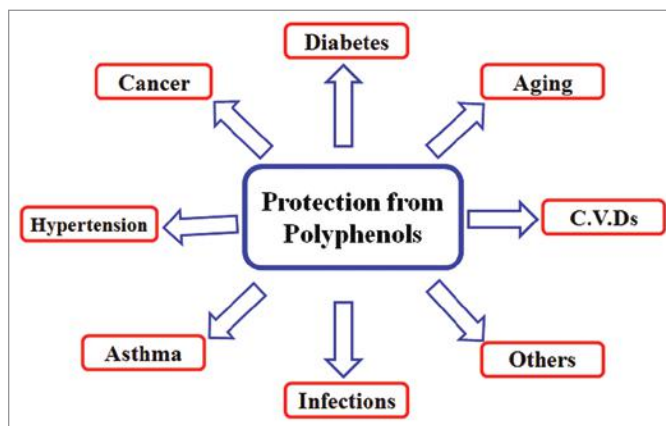 Diabetes
Cancer
Aging
Protection from
Polyphenols
Hypertension
C.V.Ds
Asthma
Others
Infections